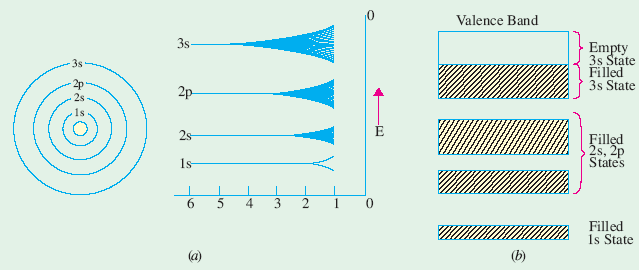 3s
2p
2s
1s
0
3s
2p
2s
1s
E
6 5 4 3 2 1 0
(a)
Valence Band
Empty
3s State
Filled
3s State
Filled
2s, 2p
States
Filled
1s State
(b)